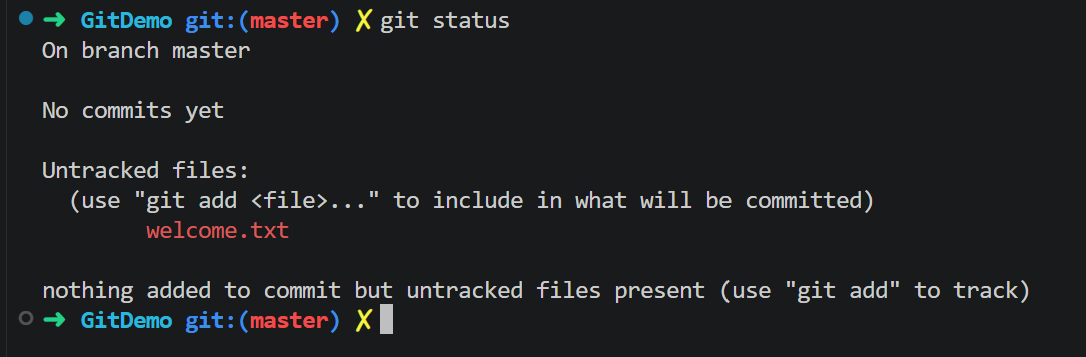 ➜ GitDemo git:(master) ✗ git status
On branch master
No commits yet
Untracked files:
(use "git add <file>..." to include in what will be committed)
welcome.txt
nothing added to commit but untracked files present (use "git add" to track)
➜ GitDemo git:(master) ✗